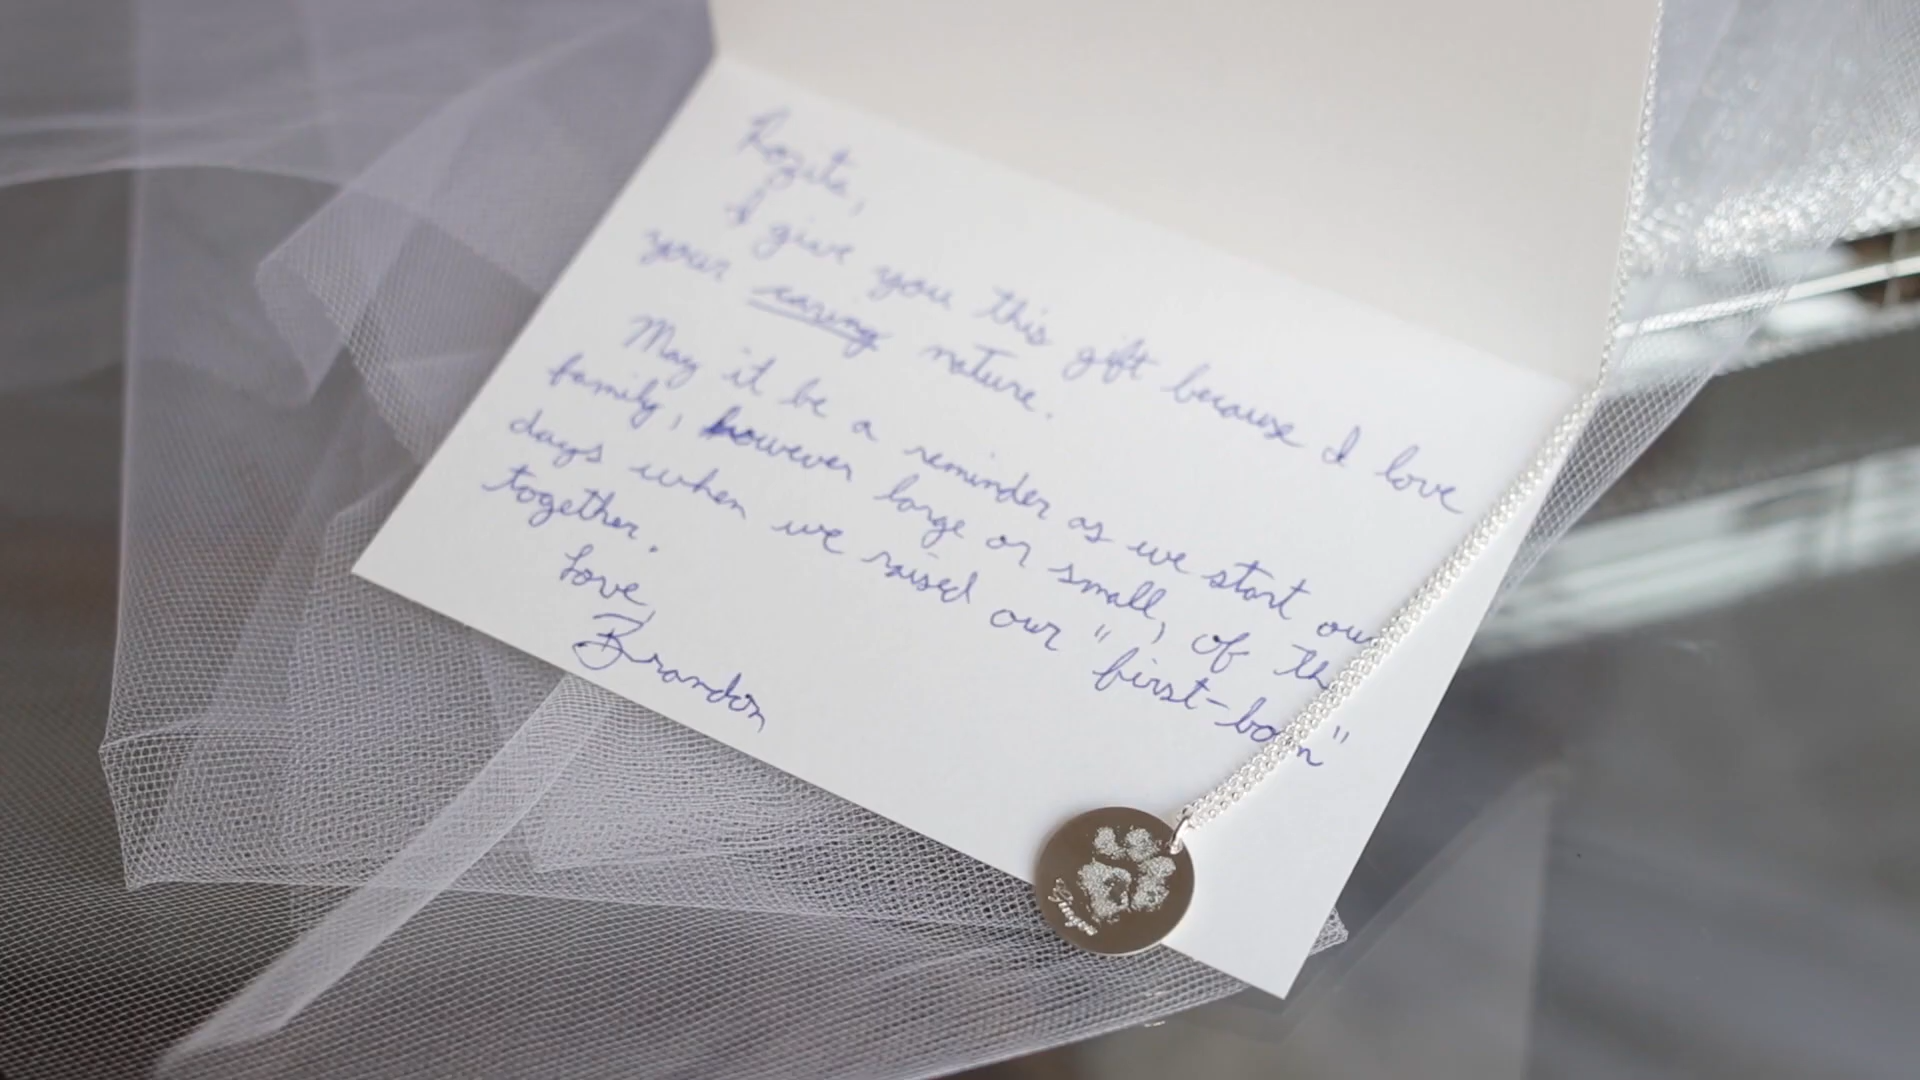 Rozita,
I give you this gift because I love
your caring nature.
May it be a reminder as we start our
family, however large or small, of the
days when we raised our "first-born"
together.
Love,
Brandon